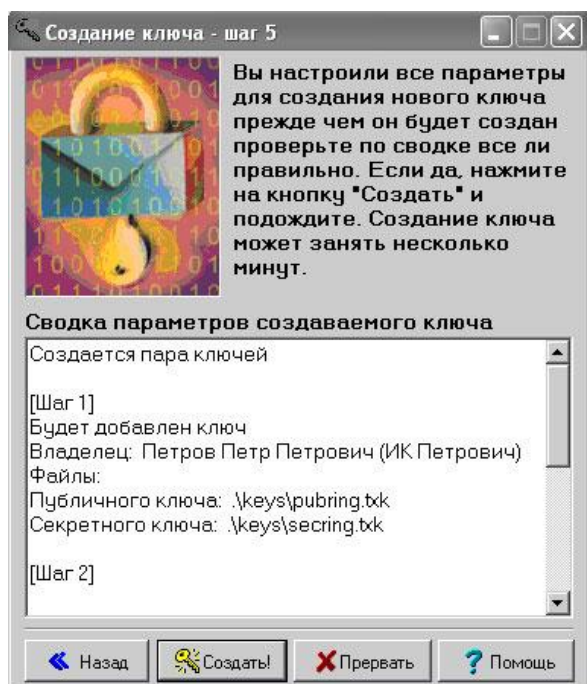 Создание ключа - шаг 5
Вы настроили все параметры
для создания нового ключа
прежде чем он будет создан
проверьте по сводке все ли
правильно. Если да, нажмите
на кнопку "Создать" и
подождите. Создание ключа
может занять несколько
минут.
Сводка параметров создаваемого ключа
Создается пара ключей
[Шаг 1]
Будет добавлен ключ
Владелец: Петров Петр Петрович (ИК Петрович)
Файлы:
Публичного ключа: .\keys\pubring.txk
Секретного ключа: .\keys\secring.txk
[Шаг 2]
Назад
Создать!
Прервать
Помощь